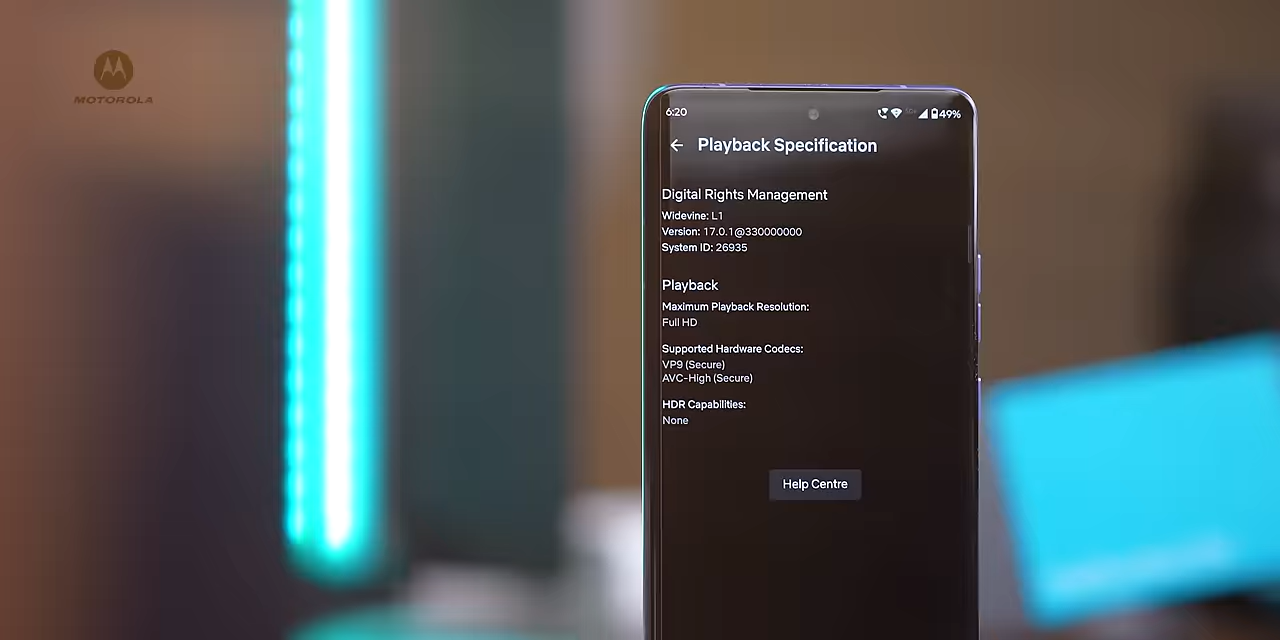 MOTOROLA
6:20
49%
Playback Specification
Digital Rights Management
Widevine: L1
Version: 17.0.1@330000000
System ID: 26935
Playback
Maximum Playback Resolution:
Full HD
Supported Hardware Codecs:
VP9 (Secure)
AVC-High (Secure)
HDR Capabilities:
None
Help Centre